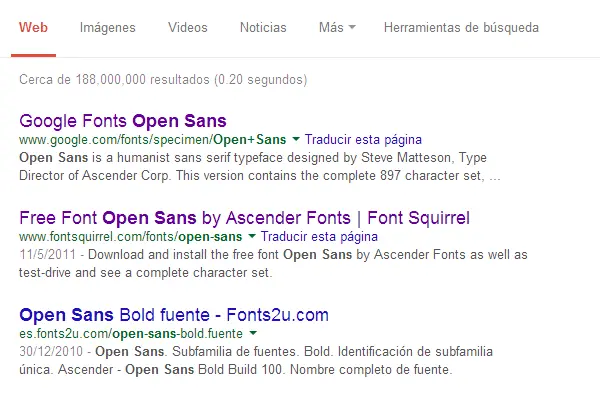 Web Imágenes Videos Noticias Más Herramientas de búsqueda
Cerca de 188,000,000 resultados (0.20 segundos)
Google Fonts Open Sans
www.google.com/fonts/specimen/Open+Sans Traducir esta página
Open Sans is a humanist sans serif typeface designed by Steve Matteson, Type
Director of Ascender Corp. This version contains the complete 897 character set, ...
Free Font Open Sans by Ascender Fonts | Font Squirrel
www.fontsquirrel.com/fonts/open-sans Traducir esta página
11/5/2011 - Download and install the free font Open Sans by Ascender Fonts as well as
test-drive and see a complete character set.
Open Sans Bold fuente - Fonts2u.com
es.fonts2u.com/open-sans-bold.fuente
30/12/2010 - Open Sans. Subfamilia de fuentes. Bold. Identificación de subfamilia
única. Ascender - Open Sans Bold Build 100. Nombre completo de fuente.